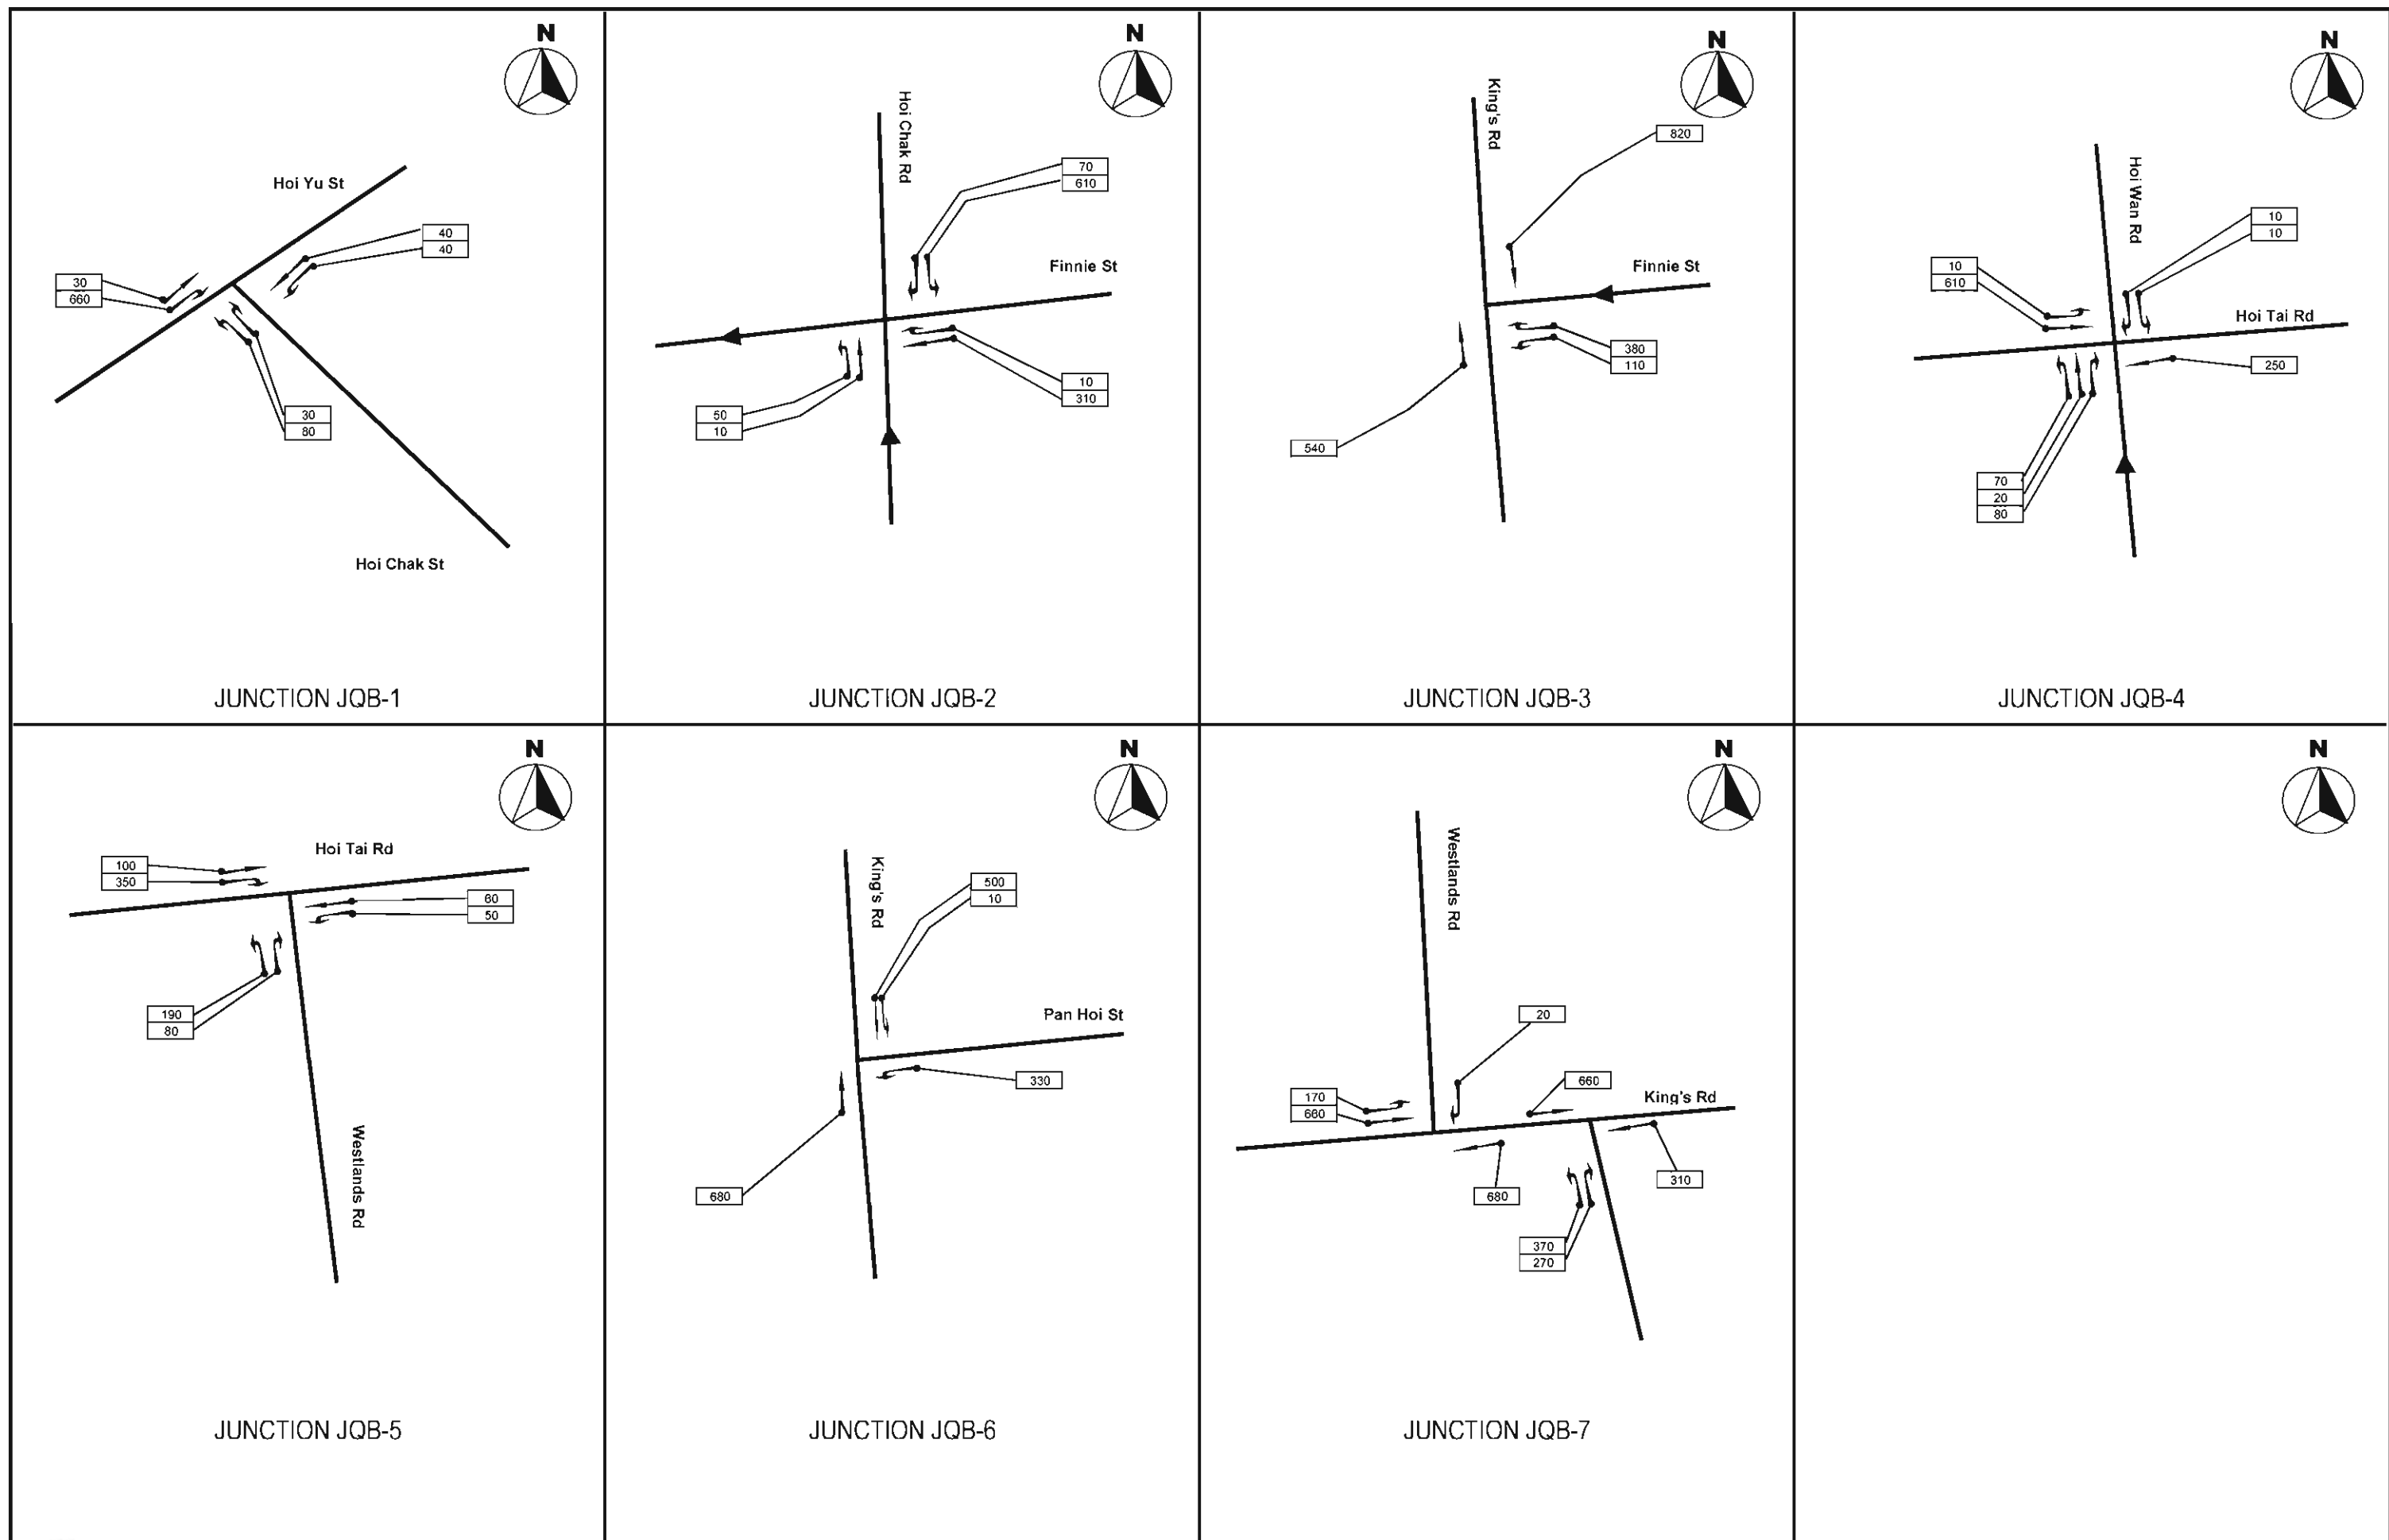 N
Hoi Yu St
40
40
30
660
30
80
Hoi Chak St
JUNCTION JQB-1
N
Hoi Chak Rd
70
610
Finnie St
10
310
50
10
JUNCTION JQB-2
N
King's Rd
820
Finnie St
380
110
540
JUNCTION JQB-3
N
Hoi Wan Rd
10
10
10
610
Hoi Tai Rd
250
70
20
80
JUNCTION JQB-4
N
Hoi Tai Rd
100
350
60
50
190
80
Westlands Rd
JUNCTION JQB-5
N
King's Rd
500
10
Pan Hoi St
330
680
JUNCTION JQB-6
N
Westlands Rd
20
660
170
660
King's Rd
310
680
370
270
JUNCTION JQB-7
N